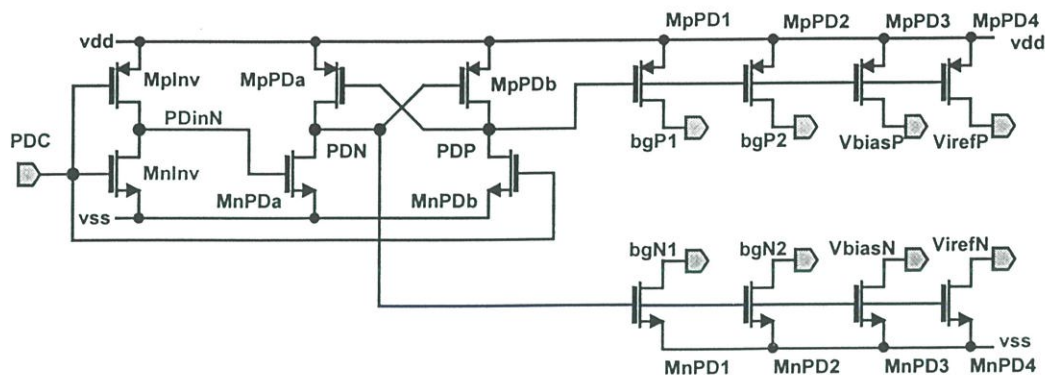 MpPD1 MpPD2 MpPD3 MpPD4
vdd vdd
MpInv MpPDa MpPDb
PDinN
bgP1 bgP2 VbiasP VirefP
PDC
PDN PDP
MnInv
MnPDa MnPDb
vss
bgN1 bgN2 VbiasN VirefN
vss
MnPD1 MnPD2 MnPD3 MnPD4